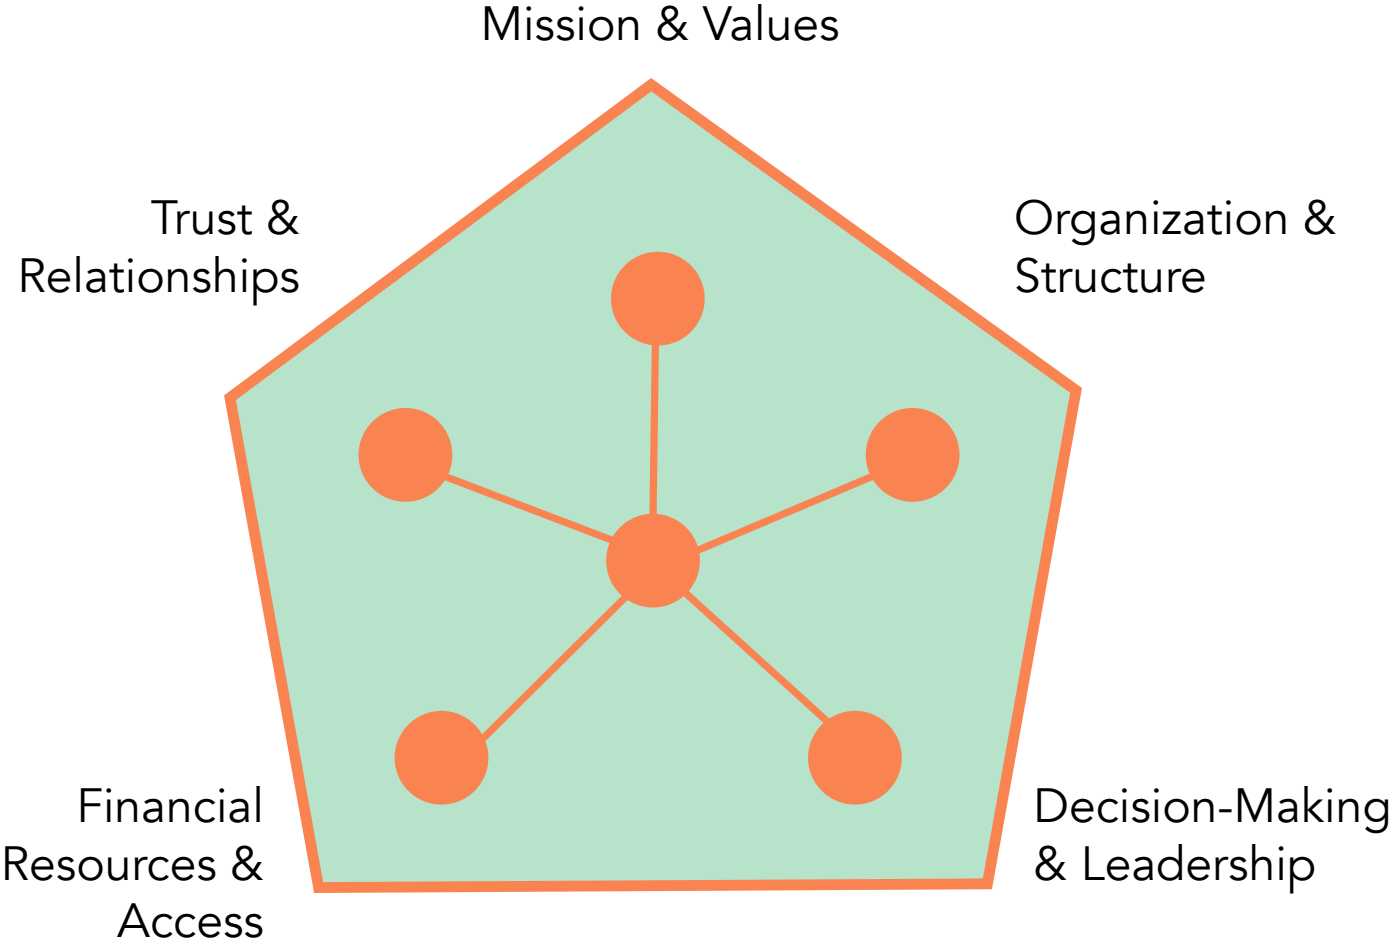 Mission & Values
Trust &
Relationships
Organization &
Structure
Financial
Resources &
Access
Decision-Making
& Leadership